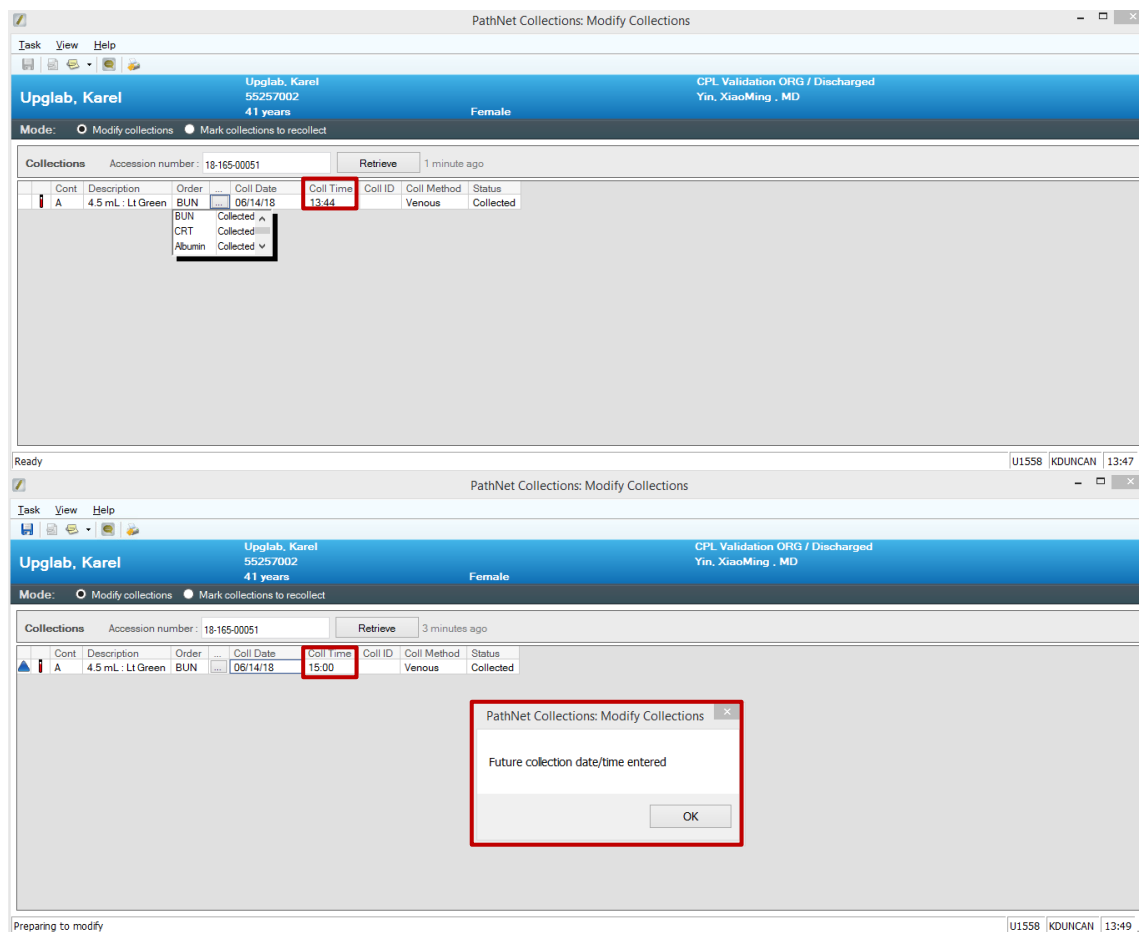 PathNet Collections: Modify Collections
Task View Help
Upglab, Karel
CPL Validation ORG / Discharged
Upglab, Karel 55257002 Yin, XiaoMing , MD
41 years Female
Mode: Modify collections Mark collections to recollect
Collections Accession number : 18-165-00051 Retrieve 1 minute ago
Cont Description Order ... Coll Date Coll Time Coll ID Coll Method Status
A 4.5 mL : Lt Green BUN ... 06/14/18 13:44 Venous Collected
BUN Collected
CRT Collected
Albumin Collected
Ready U1558 KDUNCAN 13:47
PathNet Collections: Modify Collections
Task View Help
Upglab, Karel
CPL Validation ORG / Discharged
Upglab, Karel 55257002 Yin, XiaoMing , MD
41 years Female
Mode: Modify collections Mark collections to recollect
Collections Accession number : 18-165-00051 Retrieve 3 minutes ago
Cont Description Order ... Coll Date Coll Time Coll ID Coll Method Status
A 4.5 mL : Lt Green BUN ... 06/14/18 15:00 Venous Collected
PathNet Collections: Modify Collections
Future collection date/time entered
OK
Preparing to modify U1558 KDUNCAN 13:49